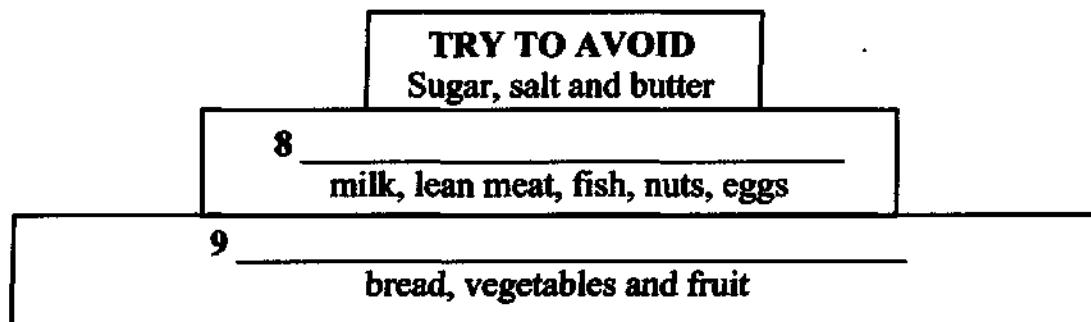 TRY TO AVOID
Sugar, salt and butter
8
milk, lean meat, fish, nuts, eggs
9
bread, vegetables and fruit